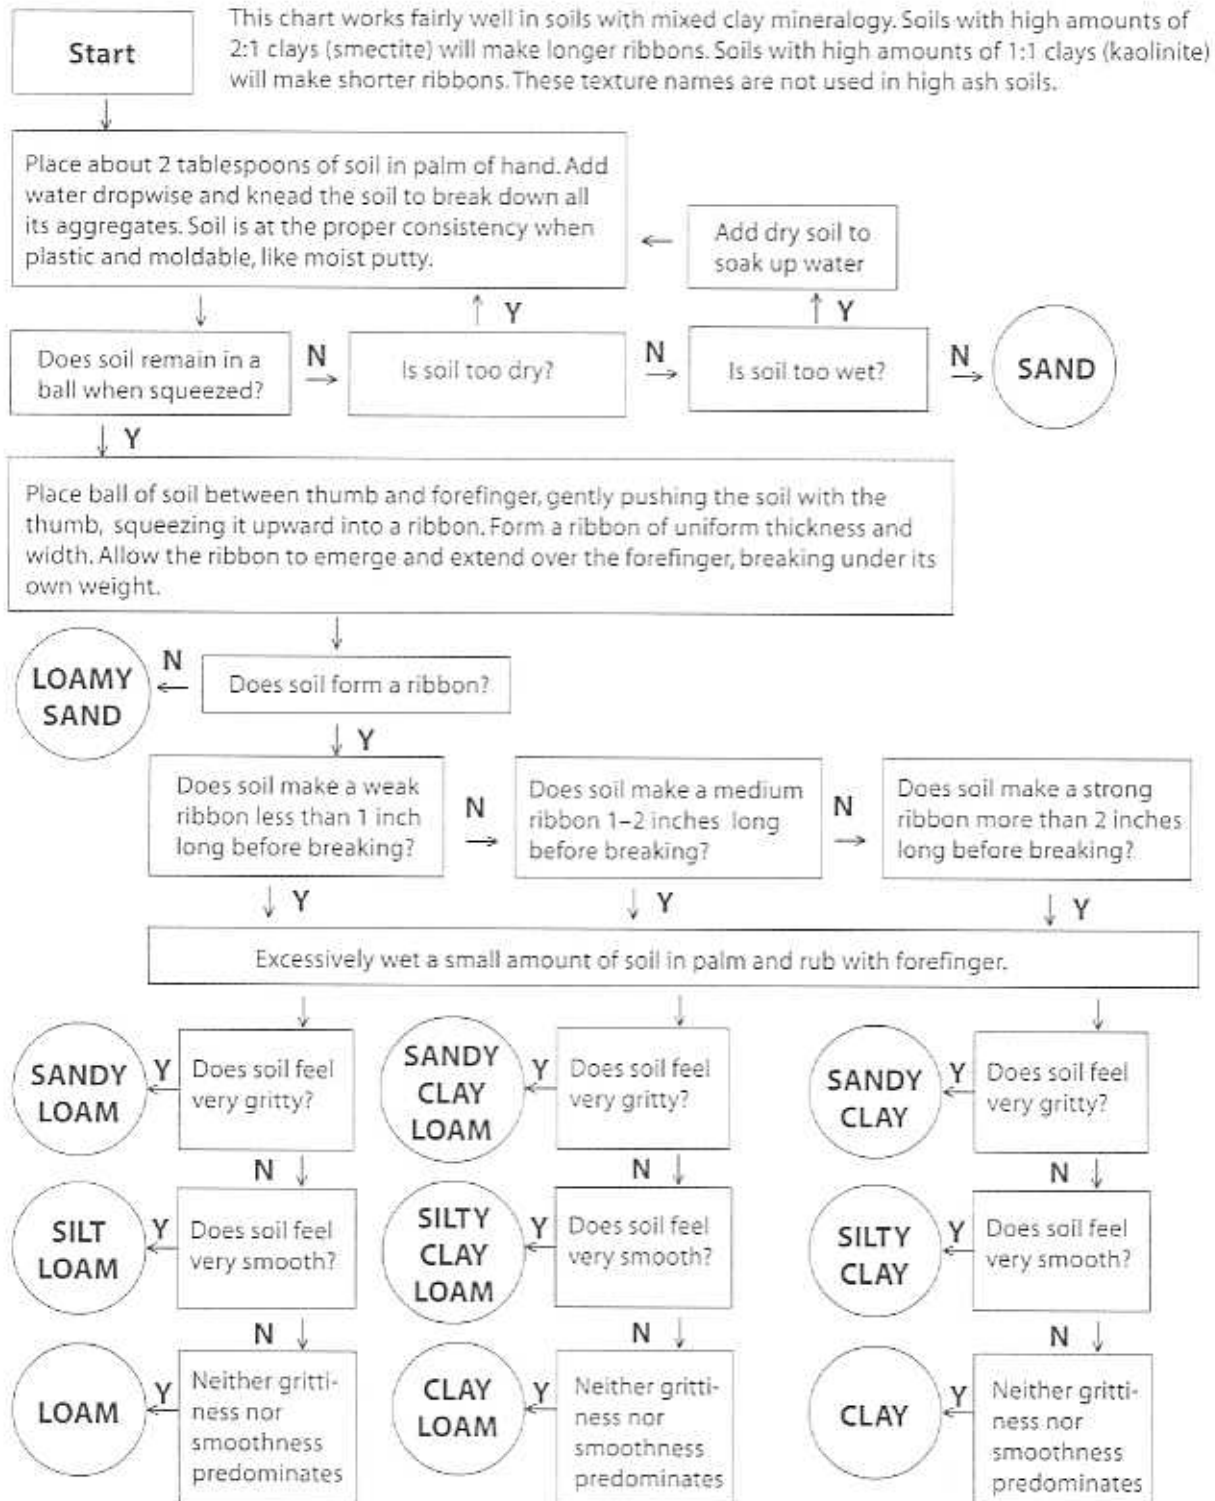 Start
This chart works fairly well in soils with mixed clay mineralogy. Soils with high amounts of
2:1 clays (smectite) will make longer ribbons. Soils with high amounts of 1:1 clays (kaolinite)
will make shorter ribbons. These texture names are not used in high ash soils.
Place about 2 tablespoons of soil in palm of hand. Add
water dropwise and knead the soil to break down all
its aggregates. Soil is at the proper consistency when
plastic and moldable, like moist putty.
Add dry soil to
soak up water
Y
Y
Does soil remain in a
ball when squeezed?
N
Is soil too dry?
N
Is soil too wet?
N
SAND
Y
Place ball of soil between thumb and forefinger, gently pushing the soil with the
thumb, squeezing it upward into a ribbon. Form a ribbon of uniform thickness and
width. Allow the ribbon to emerge and extend over the forefinger, breaking under its
own weight.
LOAMY
SAND
N
Does soil form a ribbon?
Y
Does soil make a weak
ribbon less than 1 inch
long before breaking?
N
Does soil make a medium
ribbon 1–2 inches long
before breaking?
N
Does soil make a strong
ribbon more than 2 inches
long before breaking?
Y
Y
Y
Excessively wet a small amount of soil in palm and rub with forefinger.
SANDY
LOAM
Y
Does soil feel
very gritty?
SANDY
CLAY
LOAM
Y
Does soil feel
very gritty?
SANDY
CLAY
Y
Does soil feel
very gritty?
N
N
N
SILT
LOAM
Y
Does soil feel
very smooth?
SILTY
CLAY
LOAM
Y
Does soil feel
very smooth?
SILTY
CLAY
Y
Does soil feel
very smooth?
N
N
N
LOAM
Y
Neither gritti-
ness nor
smoothness
predominates
CLAY
LOAM
Y
Neither gritti-
ness nor
smoothness
predominates
CLAY
Y
Neither gritti-
ness nor
smoothness
predominates